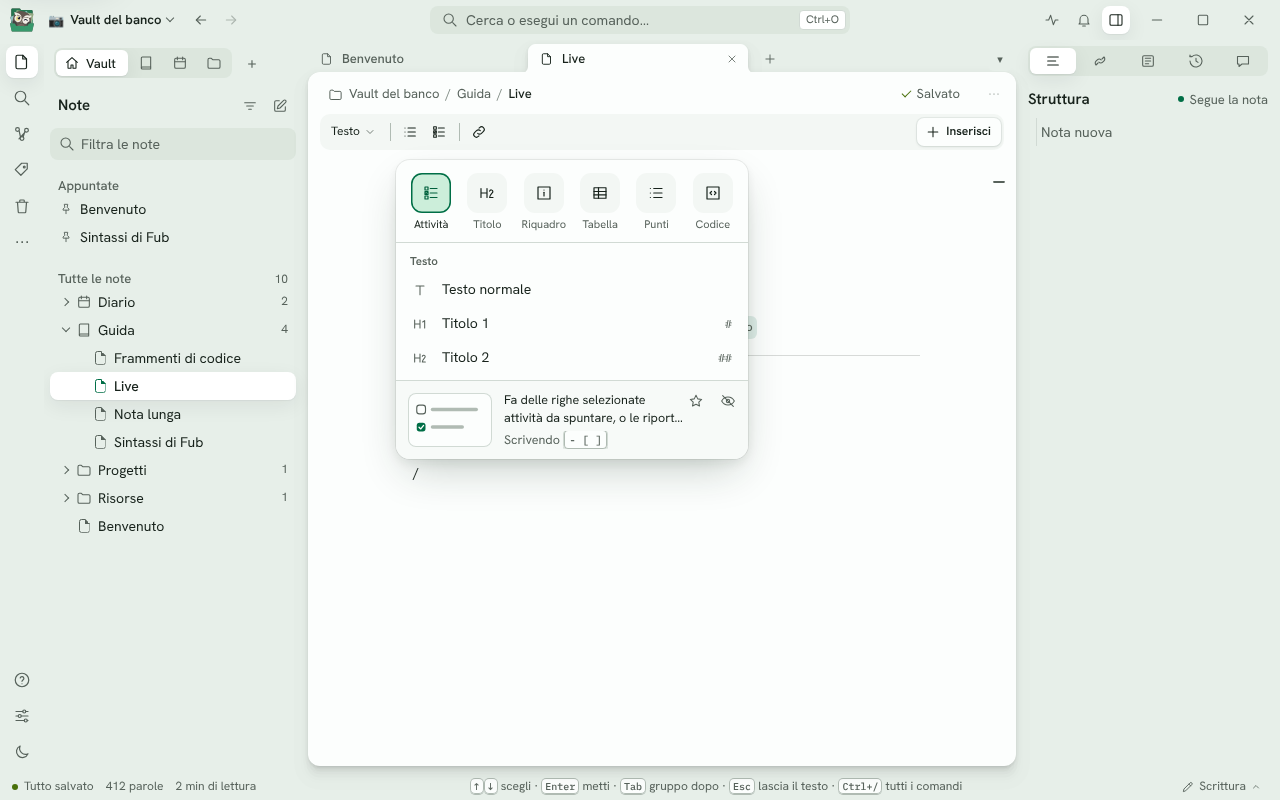 Vault del banco
Cerca o esegui un comando...
Ctrl+O
Vault
Benvenuto
Live
Note
Filtra le note
Appuntate
Benvenuto
Sintassi di Fub
Tutte le note 10
Diario 2
Guida 4
Frammenti di codice
Live
Nota lunga
Sintassi di Fub
Progetti 1
Risorse 1
Benvenuto
Vault del banco / Guida / Live
Salvato
Testo
Inserisci
Attività Titolo Riquadro Tabella Punti Codice
Testo
Testo normale
Titolo 1 #
Titolo 2 ##
Fa delle righe selezionate
attività da spuntare, o le riport...
Scrivendo - [ ]
/
Struttura
Segue la nota
Nota nuova
Tutto salvato 412 parole 2 min di lettura
↑ ↓ scegli · Enter metti · Tab gruppo dopo · Esc lascia il testo · Ctrl+/ tutti i comandi
Scrittura